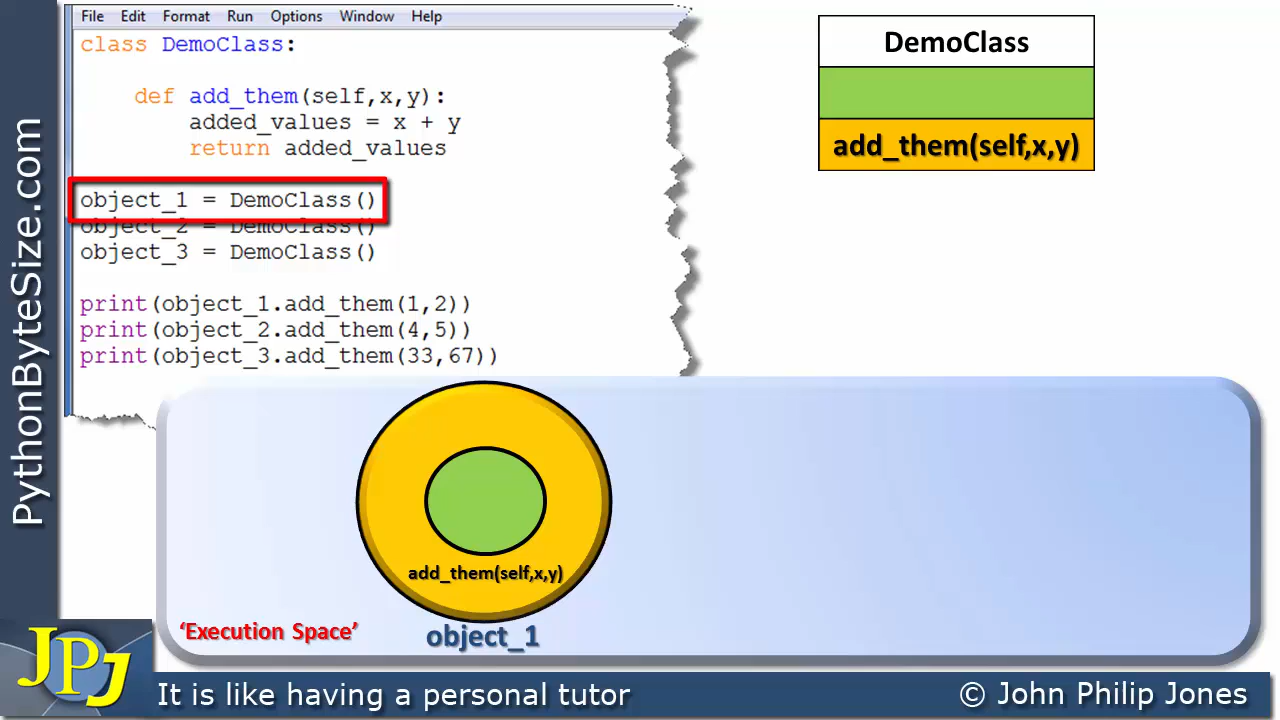 File Edit Format Run Options Window Help
class DemoClass:
def add_them(self,x,y):
added_values = x + y
return added_values
object_1 = DemoClass()
object_2 = DemoClass()
object_3 = DemoClass()
print(object_1.add_them(1,2))
print(object_2.add_them(4,5))
print(object_3.add_them(33,67))
DemoClass
add_them(self,x,y)
add_them(self,x,y)
object_1
'Execution Space'
PythonByteSize.com
JPJ
It is like having a personal tutor
© John Philip Jones